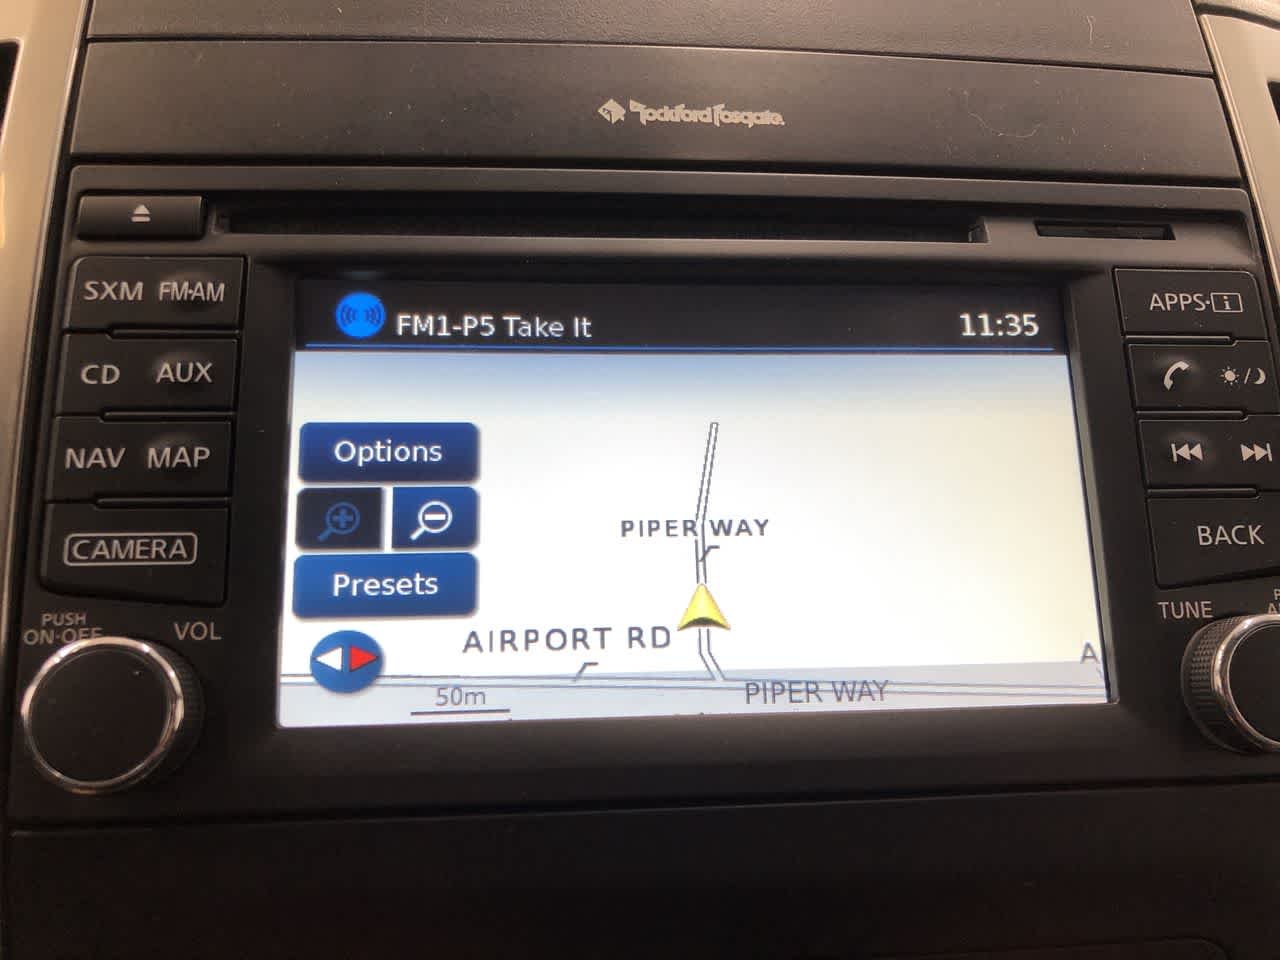 Rockford Fosgate
SXM FM·AM
CD AUX
NAV MAP
CAMERA
PUSH
ON·OFF
VOL
FM1-P5 Take It
11:35
Options
Presets
PIPER WAY
AIRPORT RD
A
50m
PIPER WAY
APPS·i
BACK
TUNE